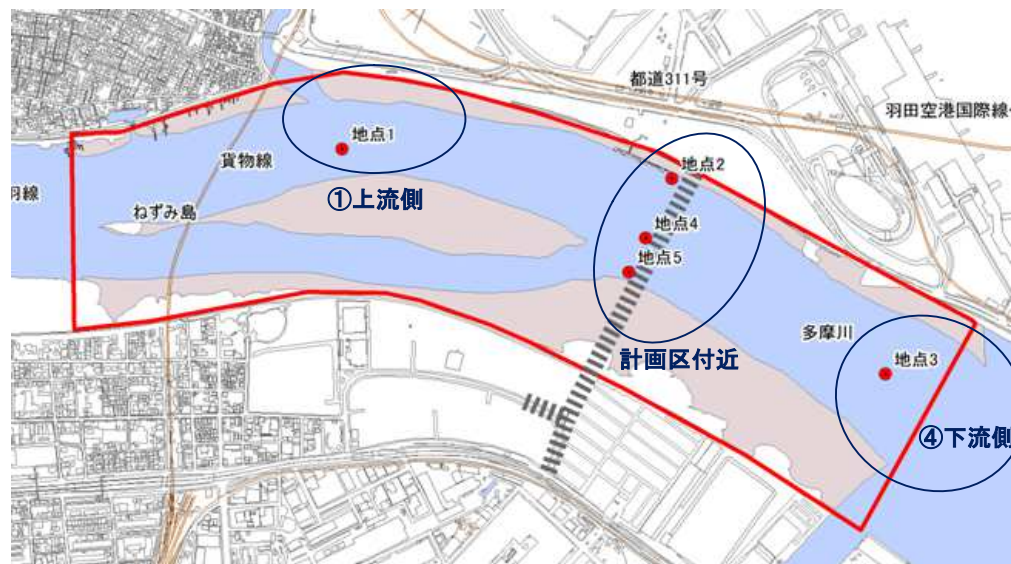 都道311号
羽田空港国際線
地点1
貨物線
地点2
羽線
①上流側
ねずみ島
地点4
地点5
多摩川
計画区付近
地点3
④下流側